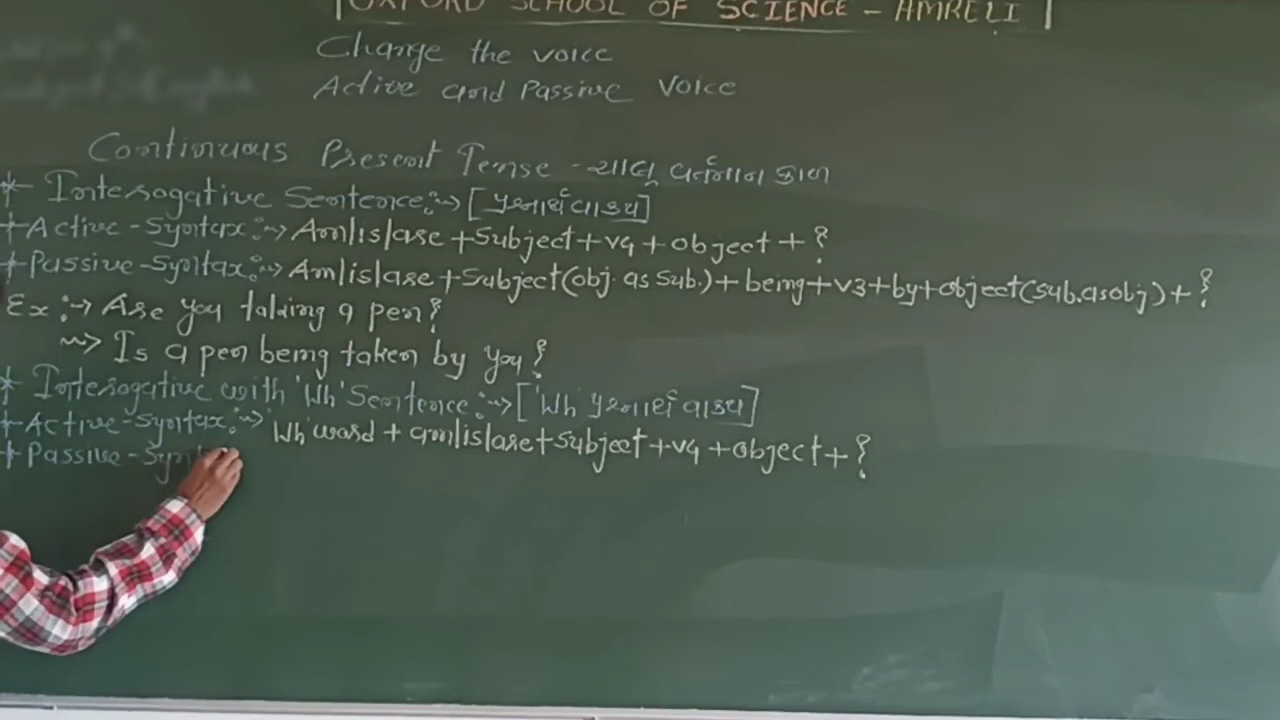 OXFORD SCHOOL OF SCIENCE - AMRELI
Change the voice
Active and Passive Voice
Continuous Present Tense - ચાલુ વર્તમાન કાળ
* Interogative Sentence :~> [પ્રશ્નાર્થ વાક્ય]
+ Active-Syntax :~> Am/is/are + Subject + v4 + object + ?
+ Passive-Syntax :~> Am/is/are + Subject (obj. as Sub.) + being + v3 + by + object (sub. as obj.) + ?
Ex :-> Are you taking a pen?
~> Is a pen being taken by you?
* Interogative with 'Wh' Sentence :~> ['Wh' પ્રશ્નાર્થ વાક્ય]
+ Active-Syntax :~> 'Wh' word + am/is/are + Subject + v4 + object + ?
+ Passive-Syn